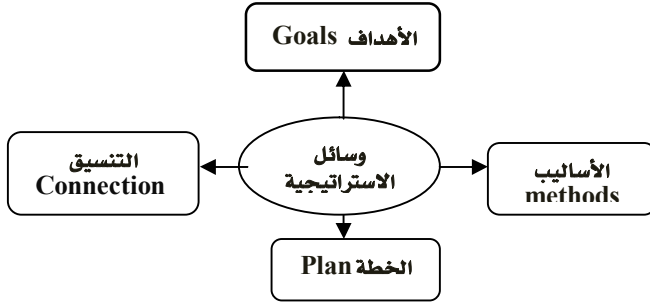 الأهداف Goals
التنسيق
Connection
وسائل
الاستراتيجية
الأساليب
methods
الخطة Plan